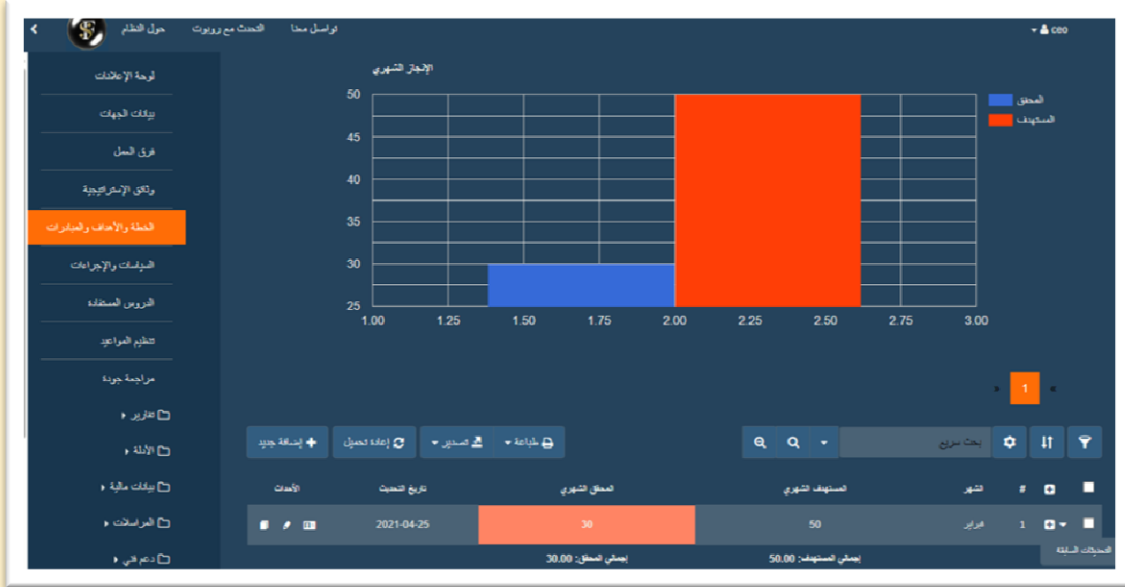 حول النظام
التحدث مع روبوت
تواصل معنا
ceo
لوحة الإعلانات
بيانات الجهات
فرق العمل
وثائق الإستراتيجية
الخطة والأهداف والمبادرات
السياسات والإجراءات
الدروس المستفادة
تنظيم المواعيد
مراجعة جودة
تقارير
الأدلة
بيانات مالية
المراسلات
دعم فني
الإنجاز الشهري
المحقق
المستهدف
50
45
40
35
30
25
1.00 1.25 1.50 1.75 2.00 2.25 2.50 2.75 3.00
« 1 »
بحث سريع
طباعة
تصدير
إعادة تحميل
إضافة جديد
# الشهر المستهدف الشهري المحقق الشهري تاريخ التحديث الأحداث
1 فبراير 50 30 2021-04-25
إجمالي المستهدف: 50.00 إجمالي المحقق: 30.00